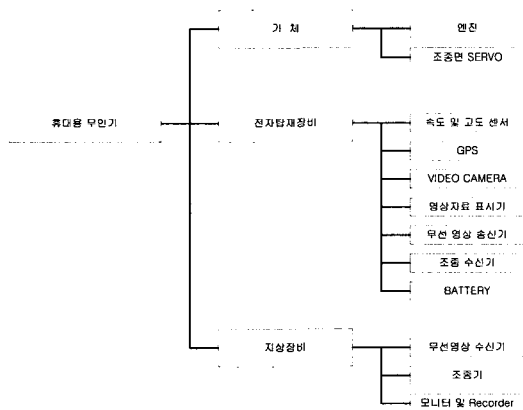 기 체
엔진
조종면 SERVO
휴대용 무인기
전자탑재장비
속도 및 고도 센서
GPS
VIDEO CAMERA
영상자료 표시기
무선 영상 송신기
조종 수신기
BATTERY
지상장비
무선영상 수신기
조종기
모니터 및 Recorder